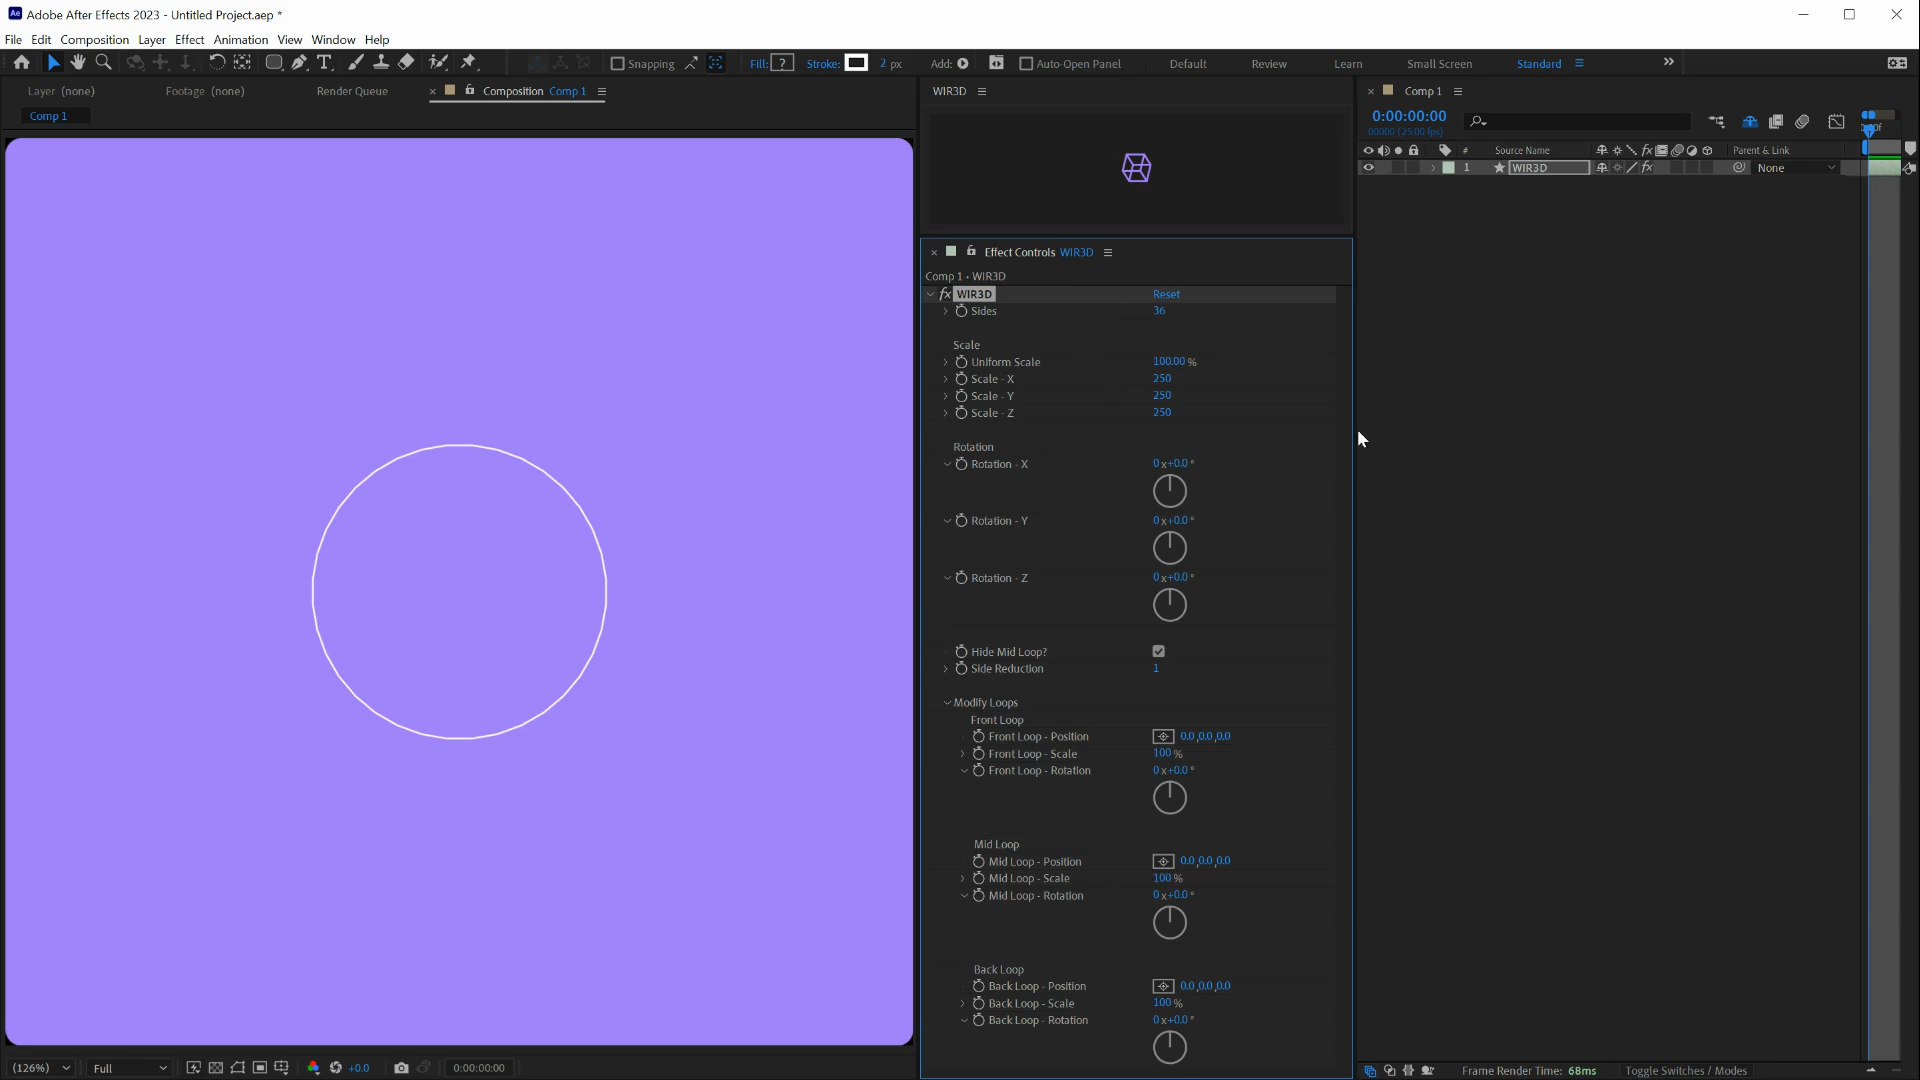 Ae Adobe After Effects 2023 - Untitled Project.aep *
File Edit Composition Layer Effect Animation View Window Help
Snapping Fill: ? Stroke: 2 px Add: Auto-Open Panel Default Review Learn Small Screen Standard
Layer (none) Footage (none) Render Queue Composition Comp 1
Comp 1
WIR3D
Effect Controls WIR3D
Comp 1 • WIR3D
fx WIR3D Reset
Sides 36
Scale
Uniform Scale 100.00 %
Scale - X 250
Scale - Y 250
Scale - Z 250
Rotation
Rotation - X 0 x+0.0 °
Rotation - Y 0 x+0.0 °
Rotation - Z 0 x+0.0 °
Hide Mid Loop?
Side Reduction 1
Modify Loops
Front Loop
Front Loop - Position 0.0,0.0,0.0
Front Loop - Scale 100 %
Front Loop - Rotation 0 x+0.0 °
Mid Loop
Mid Loop - Position 0.0,0.0,0.0
Mid Loop - Scale 100 %
Mid Loop - Rotation 0 x+0.0 °
Back Loop
Back Loop - Position 0.0,0.0,0.0
Back Loop - Scale 100 %
Back Loop - Rotation 0 x+0.0 °
Comp 1
0:00:00:00
00000 (25.00 fps)
# Source Name fx Parent & Link
1 WIR3D fx None
(126%) Full +0.0 0:00:00:00
Frame Render Time: 68ms Toggle Switches / Modes